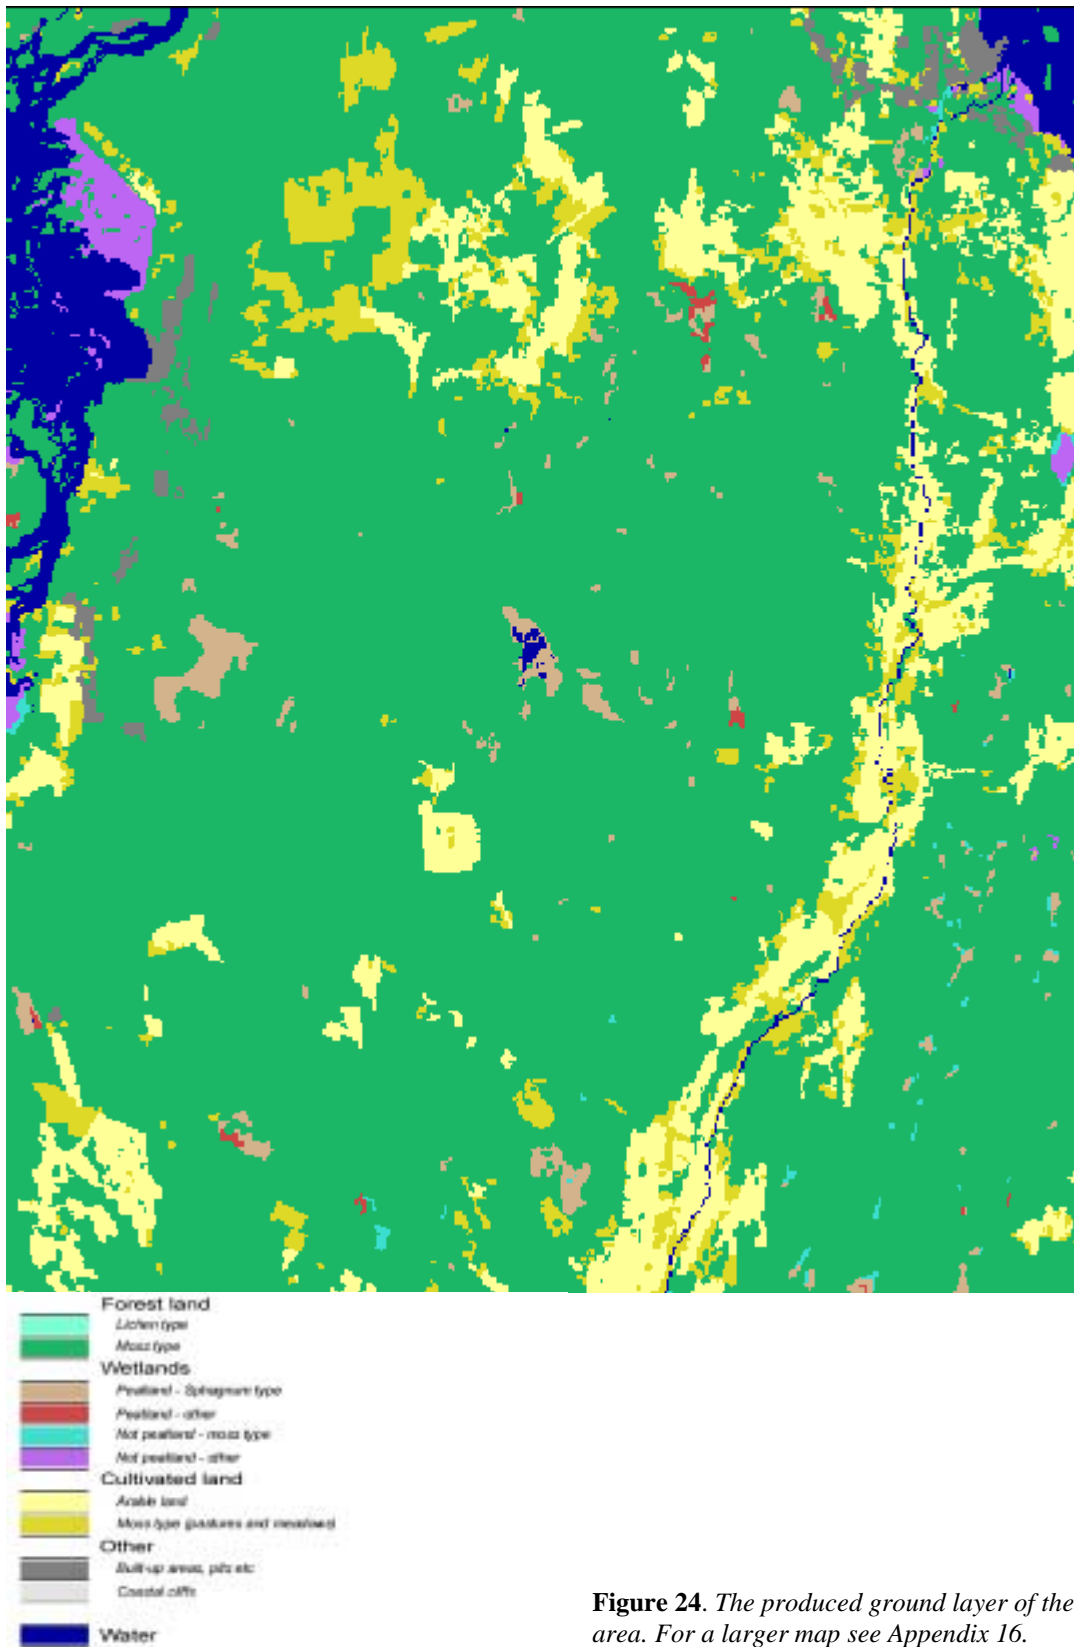 Forest land
Lichen type
Moss type
Wetlands
Peatland - Sphagnum type
Peatland - other
Not peatland - moss type
Not peatland - other
Cultivated land
Arable land
Moss type (pastures and meadows)
Other
Built-up areas, pits etc
Coastal cliffs
Water
Figure 24. The produced ground layer of the
area. For a larger map see Appendix 16.